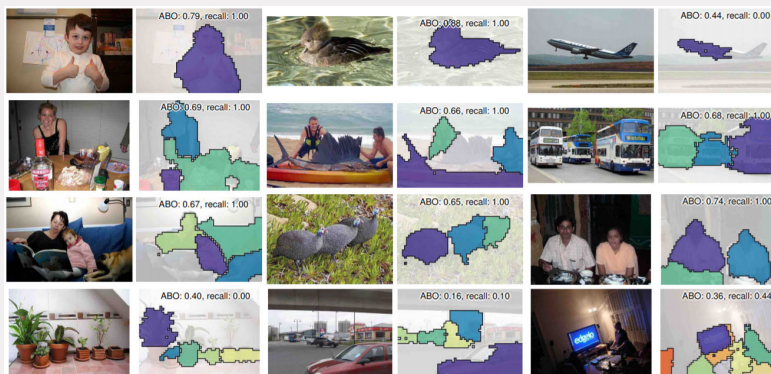 ABO: 0.79, recall: 1.00
ABO: 0.88, recall: 1.00
ABO: 0.44, recall: 0.00
ABO: 0.69, recall: 1.00
ABO: 0.66, recall: 1.00
ABO: 0.68, recall: 1.00
ABO: 0.67, recall: 1.00
ABO: 0.65, recall: 1.00
ABO: 0.74, recall: 1.00
ABO: 0.40, recall: 0.00
ABO: 0.16, recall: 0.10
ABO: 0.36, recall: 0.44